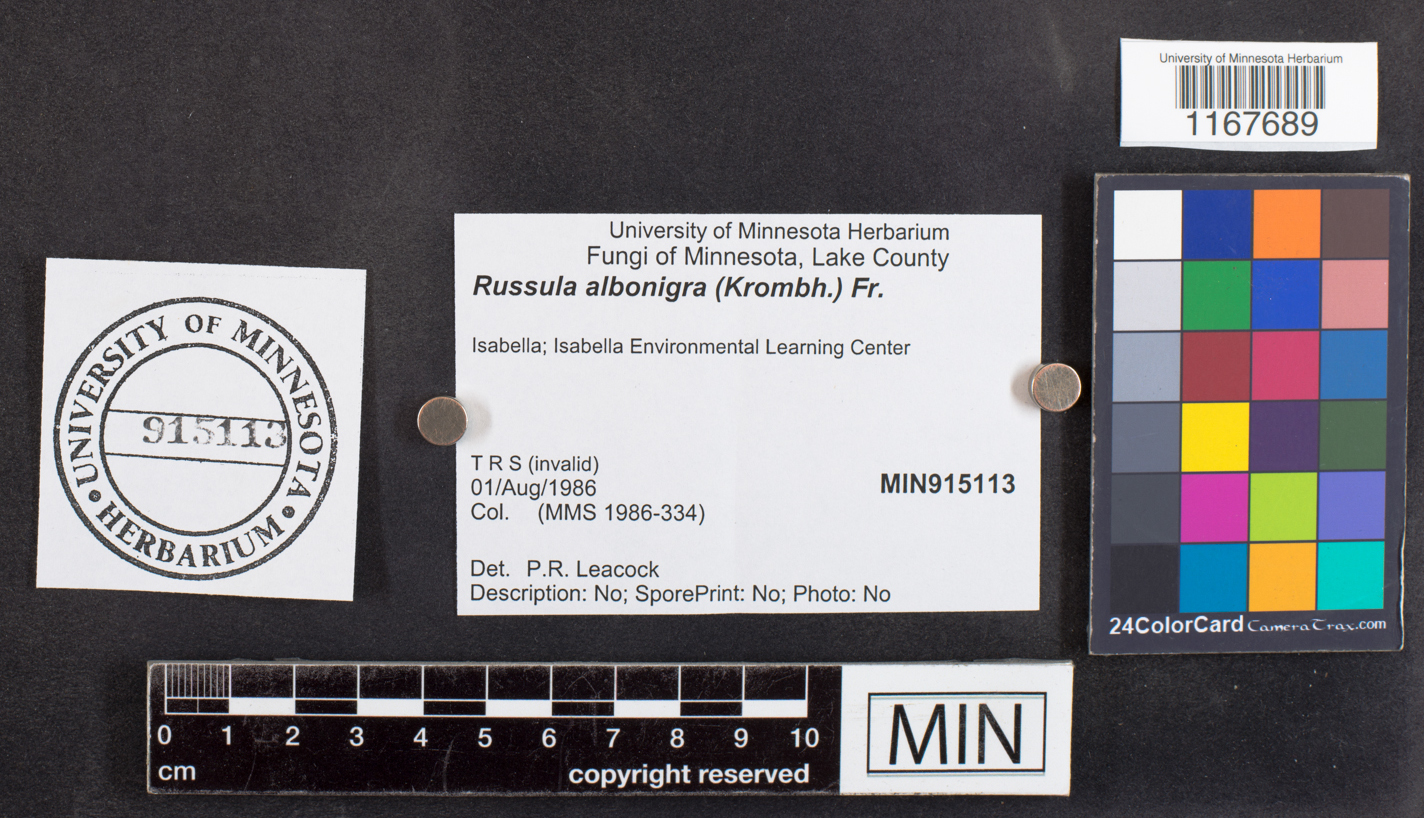 University of Minnesota Herbarium
1167689
University of Minnesota Herbarium
Fungi of Minnesota, Lake County
Russula albonigra (Krombh.) Fr.
Isabella; Isabella Environmental Learning Center
T R S (invalid)
01/Aug/1986
Col. (MMS 1986-334)
MIN915113
Det. P.R. Leacock
Description: No; SporePrint: No; Photo: No
UNIVERSITY OF MINNESOTA
915113
HERBARIUM
24ColorCard CameraTrax.com
0 1 2 3 4 5 6 7 8 9 10
cm
copyright reserved
MIN